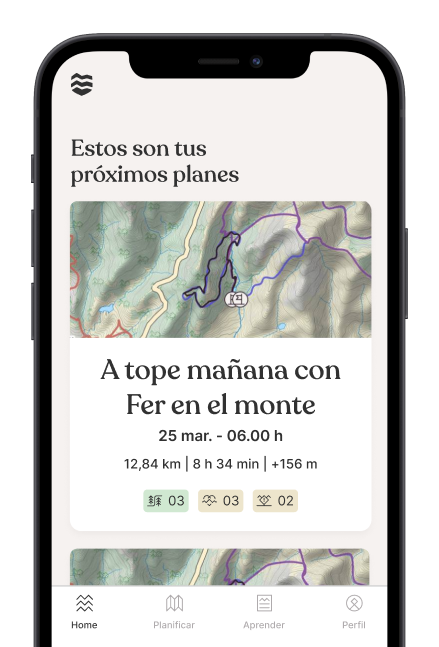 Estos son tus
próximos planes
A tope mañana con
Fer en el monte
25 mar. - 06.00 h
12,84 km | 8 h 34 min | +156 m
03 03 02
Home Planificar Aprender Perfil